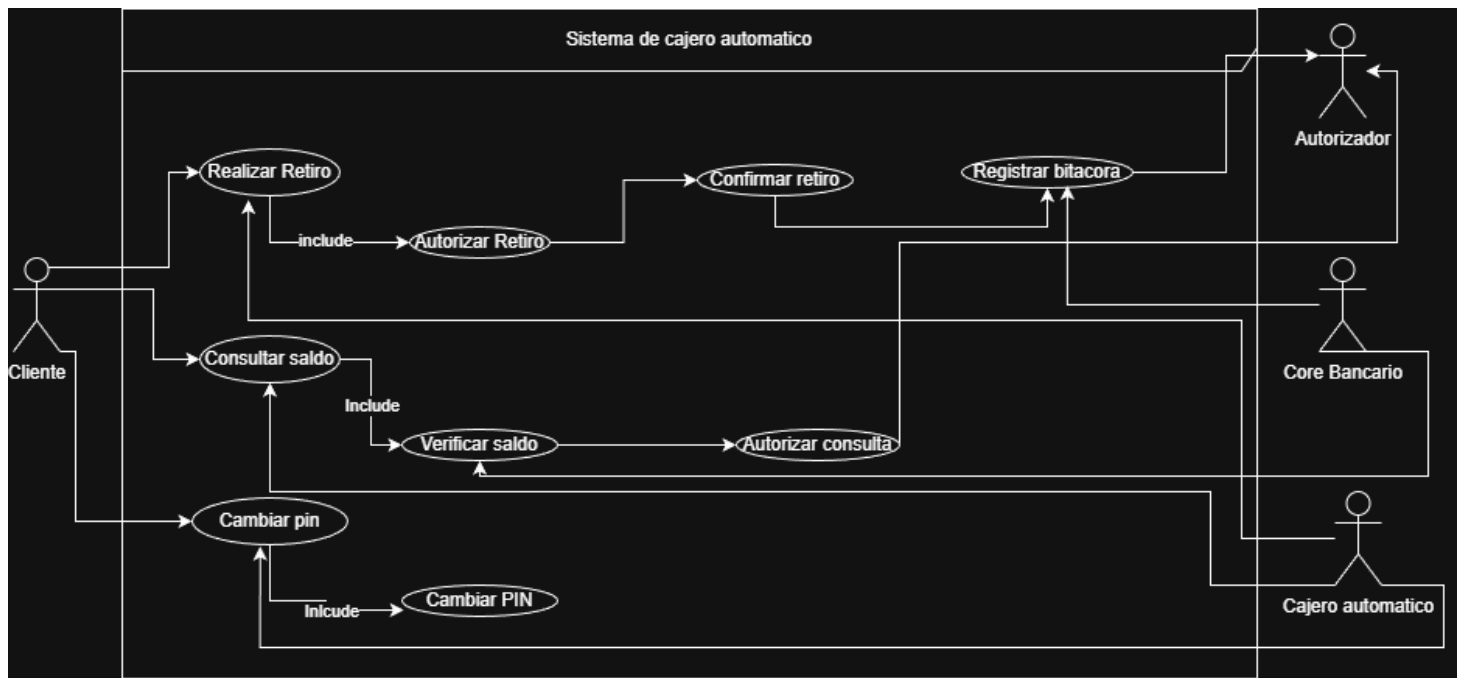 Sistema de cajero automatico
Autorizador
Realizar Retiro
Confirmar retiro
Registrar bitacora
include
Autorizar Retiro
Cliente
Consultar saldo
Core Bancario
Include
Verificar saldo
Autorizar consulta
Cambiar pin
Inlcude
Cambiar PIN
Cajero automatico